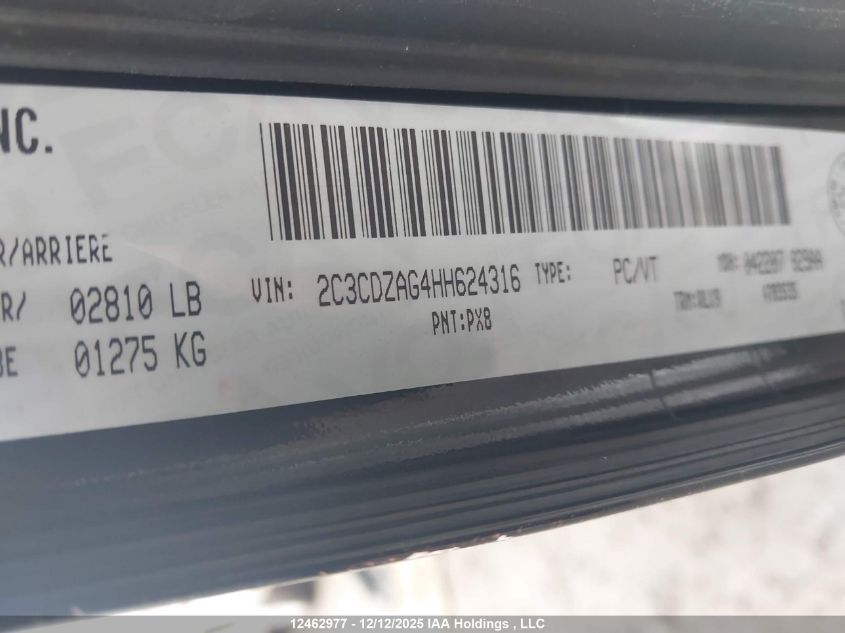 NC.
R/ARRIERE
R/ 02810 LB
BE 01275 KG
VIN: 2C3CDZAG4HH624316 TYPE: PC/VT
PNT:PX8
12462977 - 12/12/2025 IAA Holdings , LLC